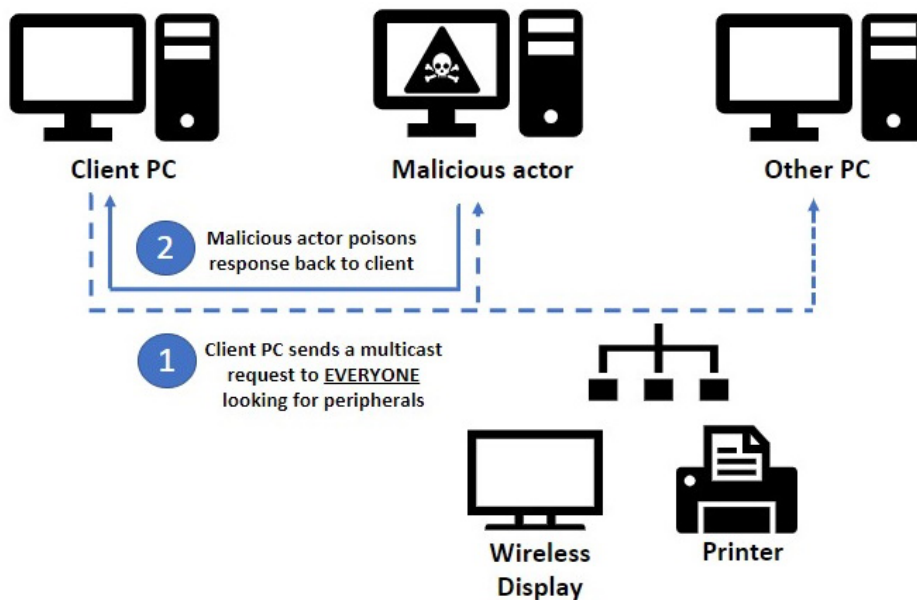 Client PC
Malicious actor
Other PC
2
Malicious actor poisons
response back to client
1
Client PC sends a multicast
request to EVERYONE
looking for peripherals
Wireless
Display
Printer